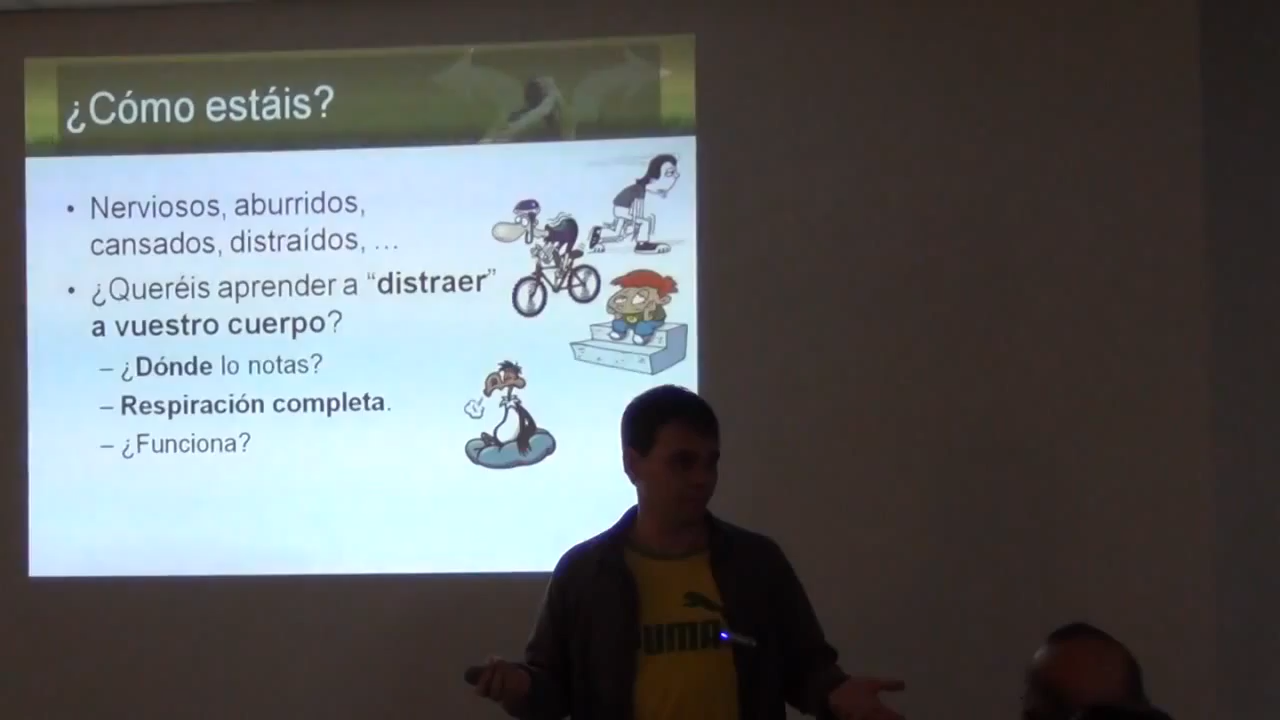 ¿Cómo estáis?
• Nerviosos, aburridos,
cansados, distraídos, ...
• ¿Queréis aprender a “distraer”
a vuestro cuerpo?
– ¿Dónde lo notas?
– Respiración completa.
– ¿Funciona?
PUMA